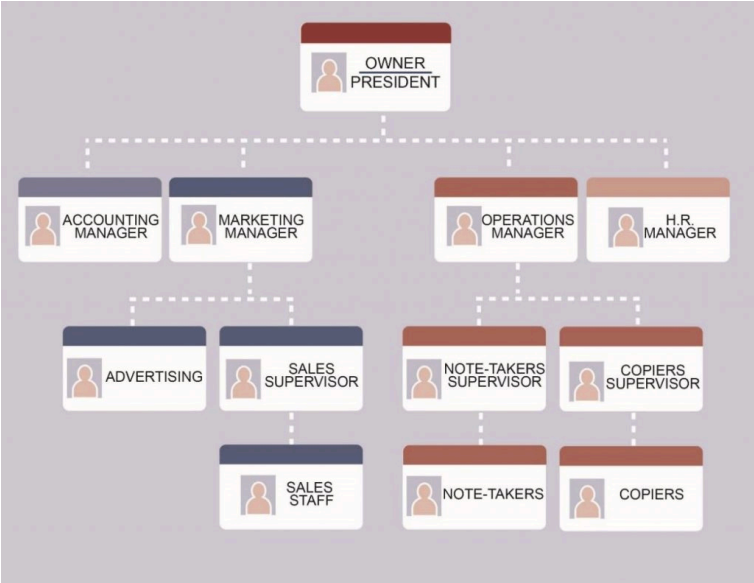 OWNER
PRESIDENT
ACCOUNTING
MANAGER
MARKETING
MANAGER
OPERATIONS
MANAGER
H.R.
MANAGER
ADVERTISING
SALES
SUPERVISOR
NOTE-TAKERS
SUPERVISOR
COPIERS
SUPERVISOR
SALES
STAFF
NOTE-TAKERS
COPIERS